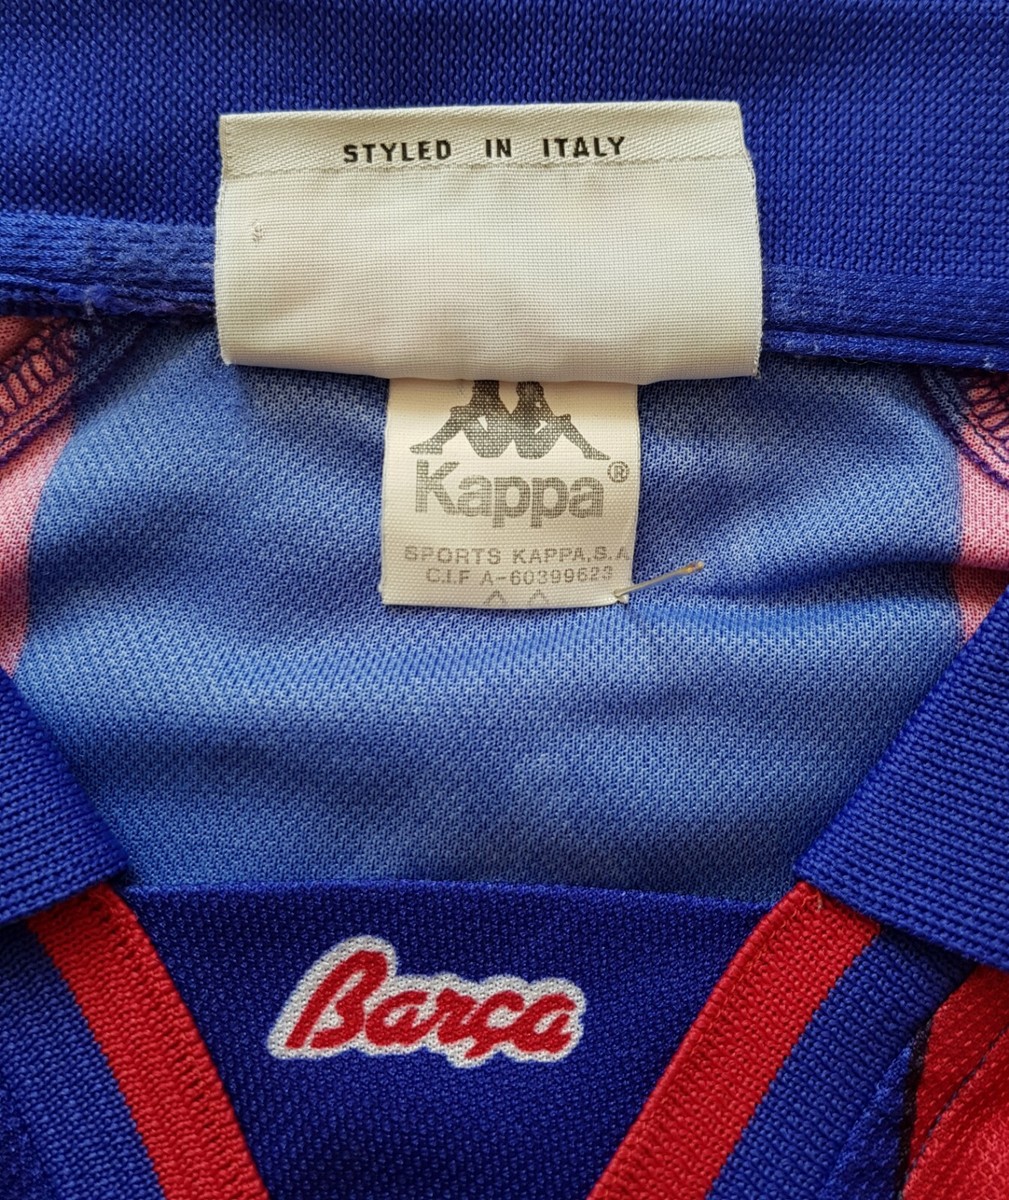 STYLED IN ITALY
Kappa®
SPORTS KAPPA,S.A
C.I.F A-60399623
Barça